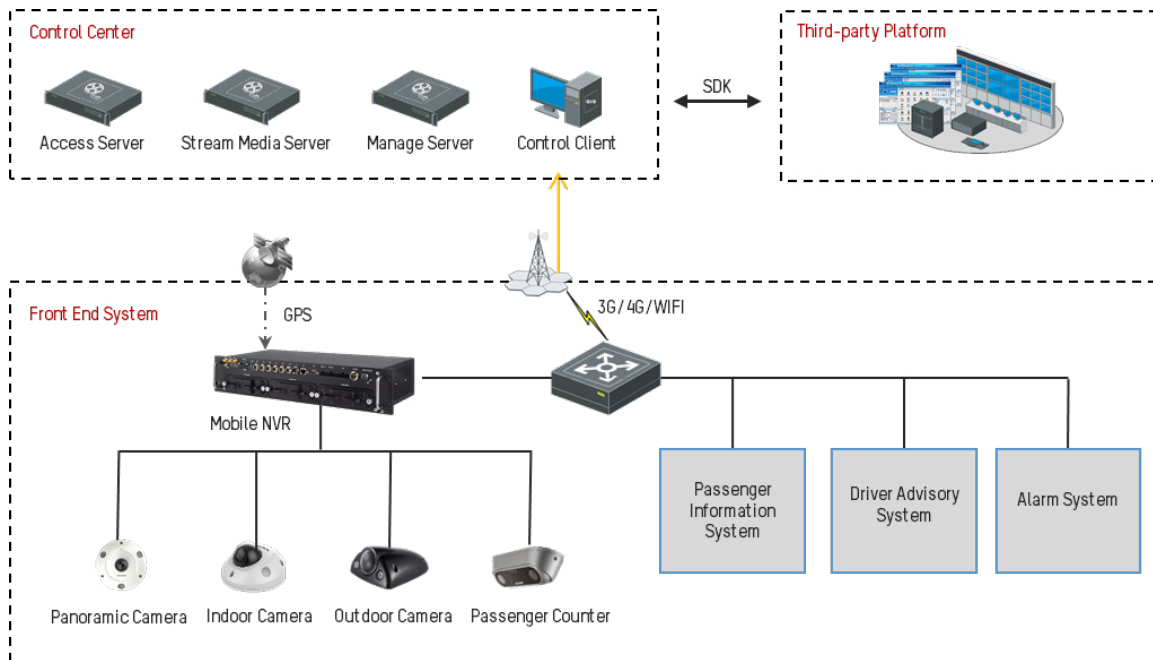 Control Center
Third-party Platform
SDK
Access Server
Stream Media Server
Manage Server
Control Client
Front End System
GPS
3G/4G/WIFI
Mobile NVR
Passenger
Information
System
Driver Advisory
System
Alarm System
Panoramic Camera
Indoor Camera
Outdoor Camera
Passenger Counter